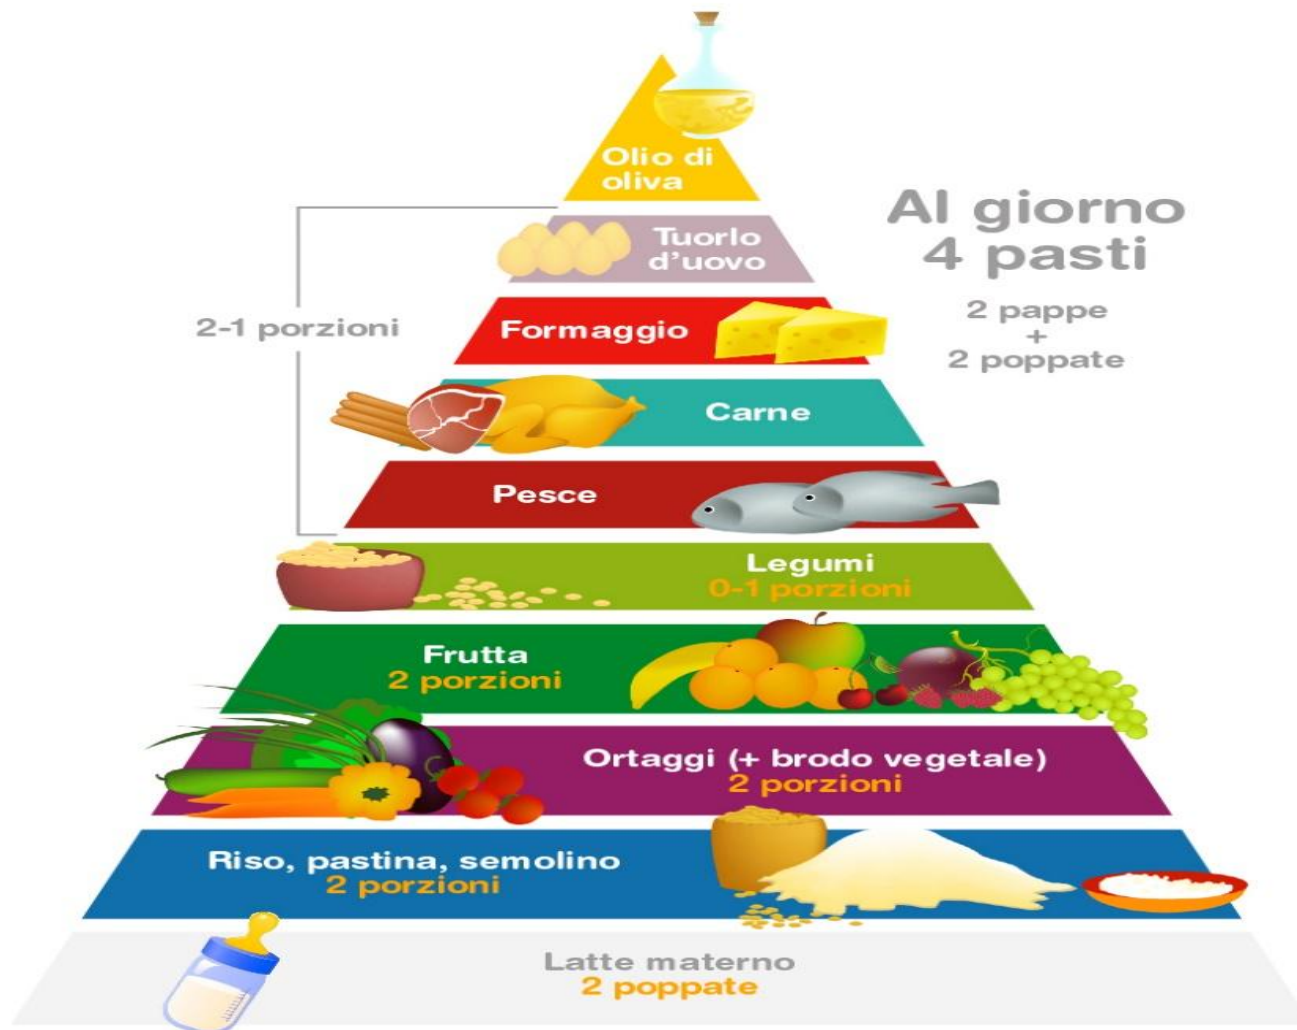 Olio di
oliva
Al giorno
4 pasti
2 pappe
+
2 poppate
Tuorlo
d'uovo
2-1 porzioni
Formaggio
Carne
Pesce
Legumi
0-1 porzioni
Frutta
2 porzioni
Ortaggi (+ brodo vegetale)
2 porzioni
Riso, pastina, semolino
2 porzioni
Latte materno
2 poppate